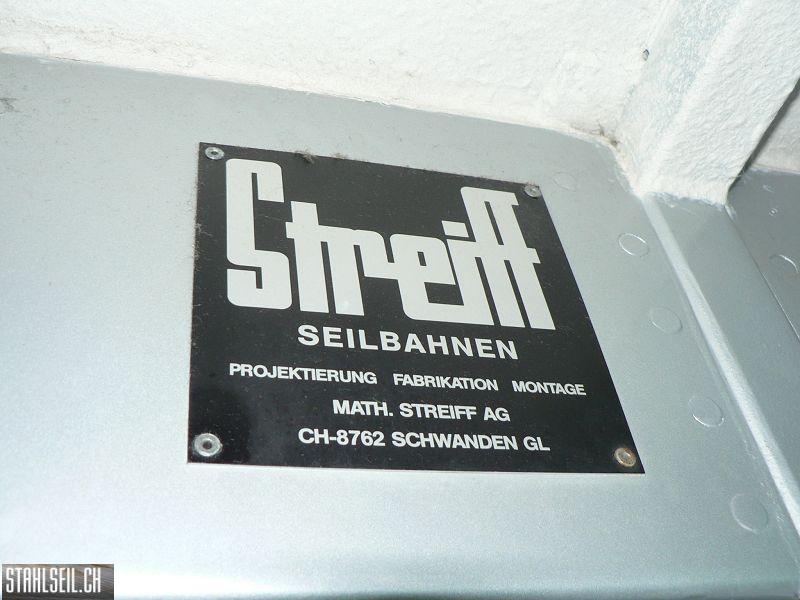 Streiff
SEILBAHNEN
PROJEKTIERUNG FABRIKATION MONTAGE
MATH. STREIFF AG
CH-8762 SCHWANDEN GL
STAHLSEIL.CH